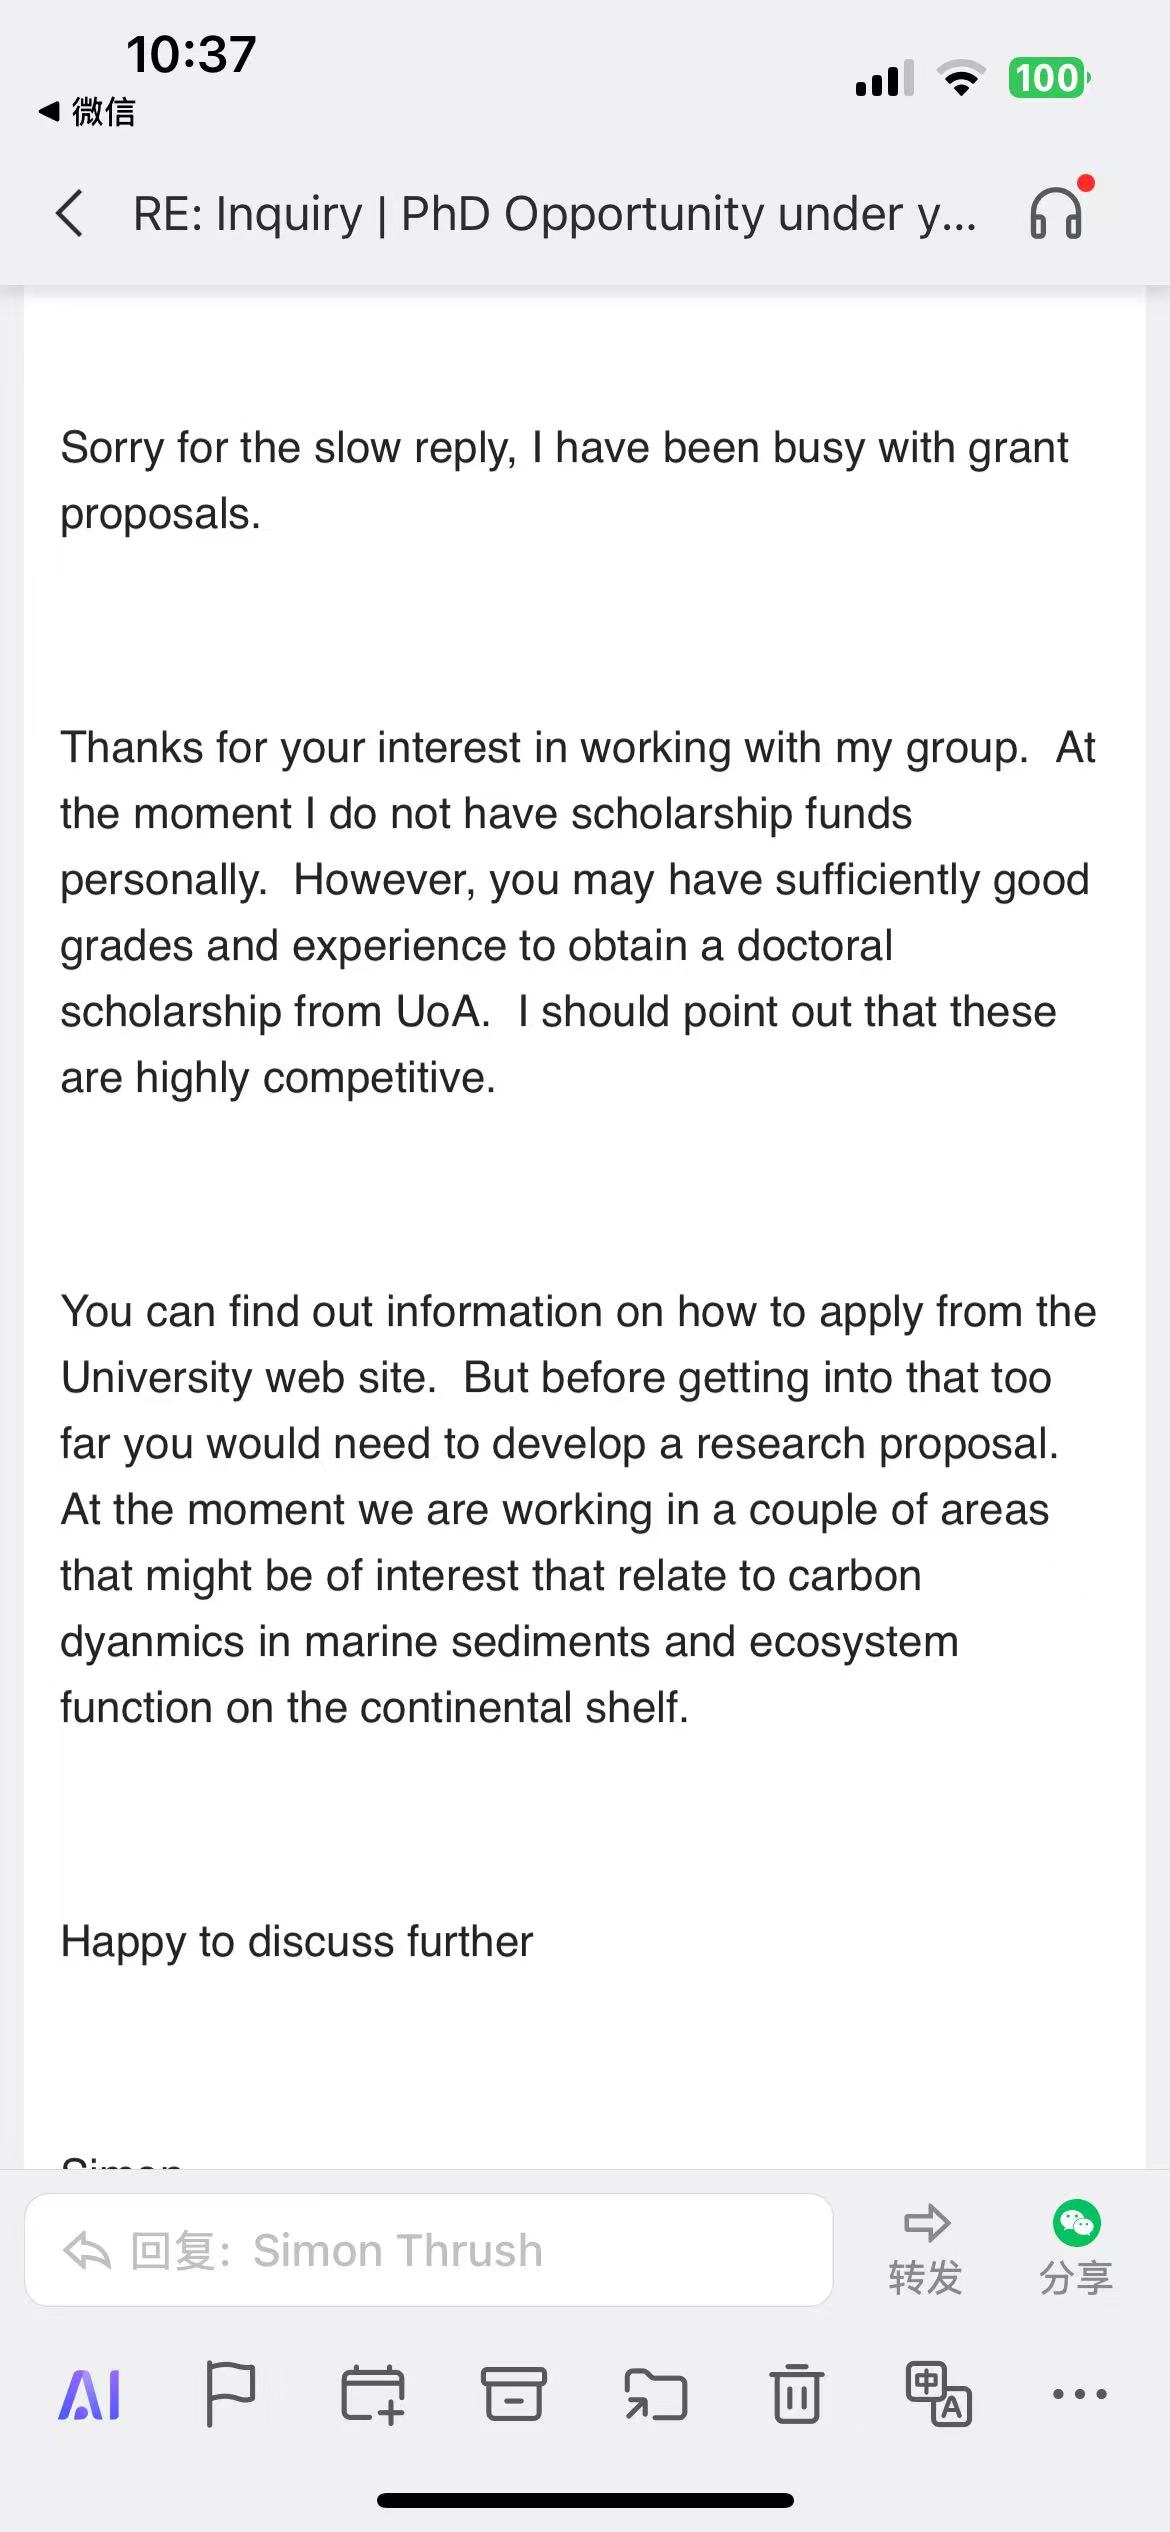 10:37
微信
100
RE: Inquiry | PhD Opportunity under y...
Sorry for the slow reply, I have been busy with grant
proposals.
Thanks for your interest in working with my group.  At
the moment I do not have scholarship funds
personally.  However, you may have sufficiently good
grades and experience to obtain a doctoral
scholarship from UoA.  I should point out that these
are highly competitive.
You can find out information on how to apply from the
University web site.  But before getting into that too
far you would need to develop a research proposal.
At the moment we are working in a couple of areas
that might be of interest that relate to carbon
dyanmics in marine sediments and ecosystem
function on the continental shelf.
Happy to discuss further
Simon
回复: Simon Thrush
转发
分享
AI
中 A